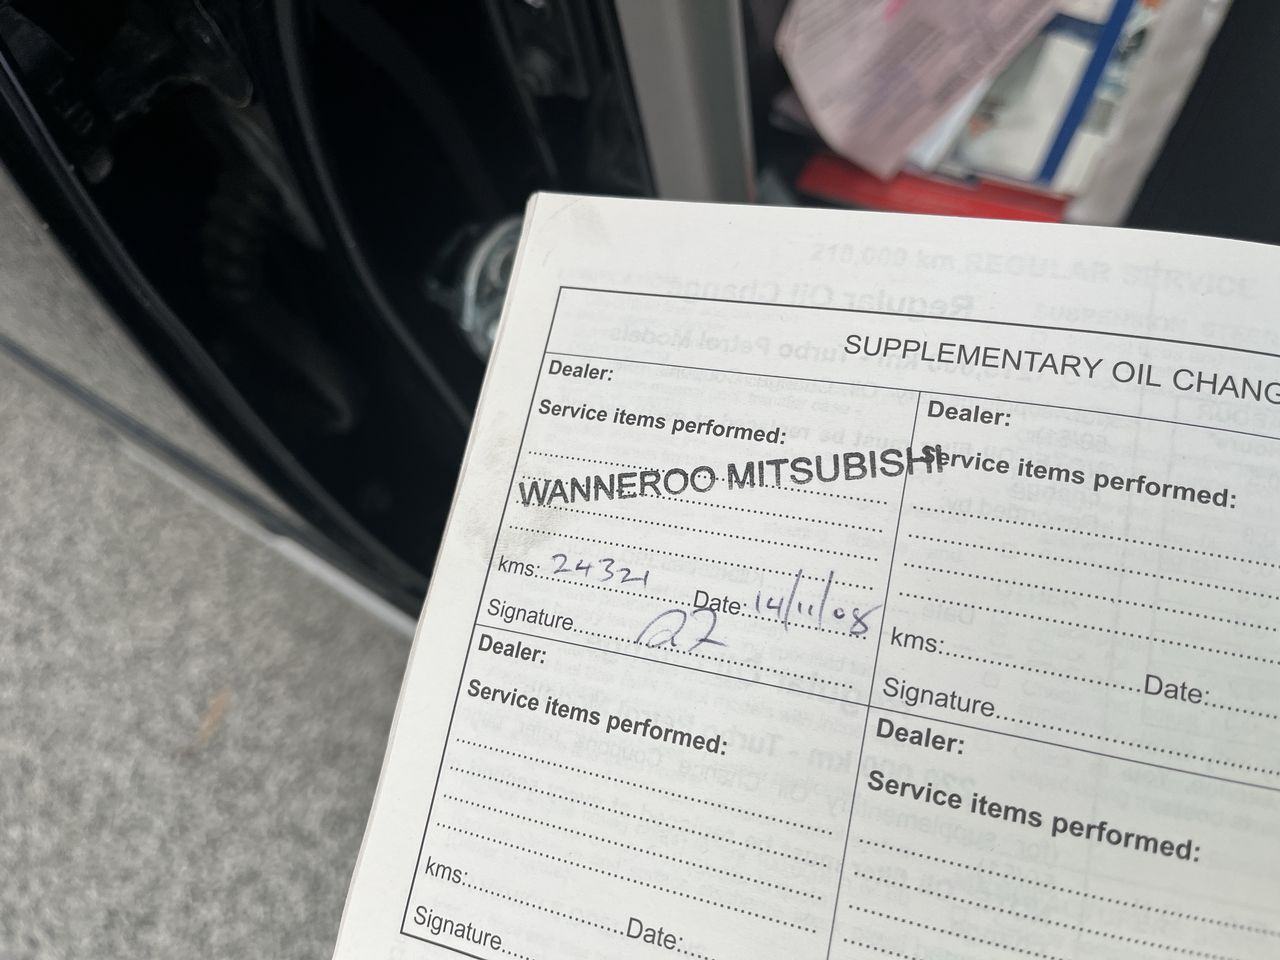 SUPPLEMENTARY OIL CHANG
Dealer:
Service items performed:
WANNEROO MITSUBISHI
kms: 24321 Date: 14/11/08
Signature
Dealer:
Service items performed:
kms: Date:
Signature
Dealer:
Service items performed:
kms: Date:
Signature
Dealer:
Service items performed: